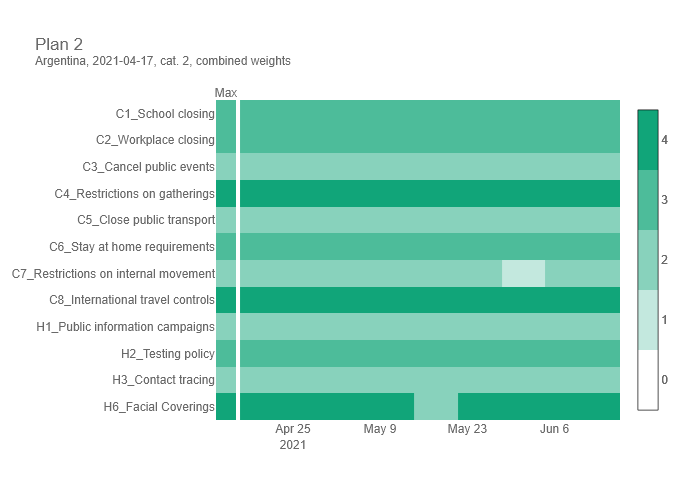 Plan 2
Argentina, 2021-04-17, cat. 2, combined weights
Max
C1_School closing
C2_Workplace closing
C3_Cancel public events
C4_Restrictions on gatherings
C5_Close public transport
C6_Stay at home requirements
C7_Restrictions on internal movement
C8_International travel controls
H1_Public information campaigns
H2_Testing policy
H3_Contact tracing
H6_Facial Coverings
Apr 25
2021
May 9
May 23
Jun 6
4
3
2
1
0